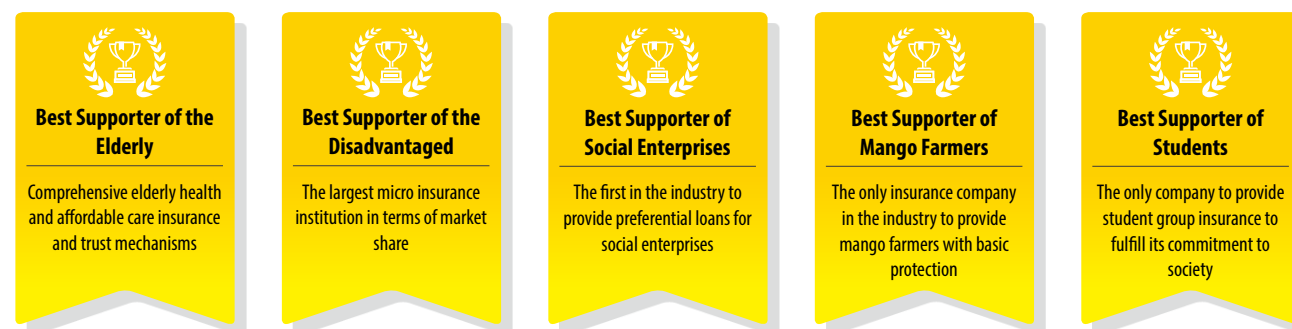 Best Supporter of the
Elderly
Comprehensive elderly health
and affordable care insurance
and trust mechanisms
Best Supporter of the
Disadvantaged
The largest micro insurance
institution in terms of market
share
Best Supporter of
Social Enterprises
The first in the industry to
provide preferential loans for
social enterprises
Best Supporter of
Mango Farmers
The only insurance company
in the industry to provide
mango farmers with basic
protection
Best Supporter of
Students
The only company to provide
student group insurance to
fulfill its commitment to
society